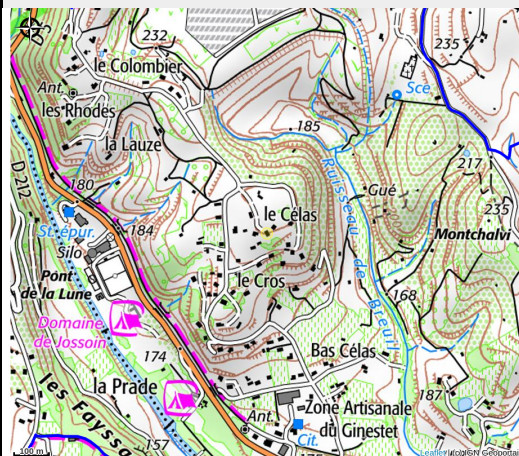 232
235
le Colombier
Ant.
Sce
les Rhodes
185
la Lauze
217
D 212
180
Gué
le Célas
235
St. épur.
184
Montchalvi
Silo
Ruisseau de Breuil
Pont
de la Lune
le Cros
168
Domaine
de Jossoin
174
Bas Célas
la Prade
187
les Faysse
Ant.
Zone Artisanale
du Ginestet
157
Cit.
100 m